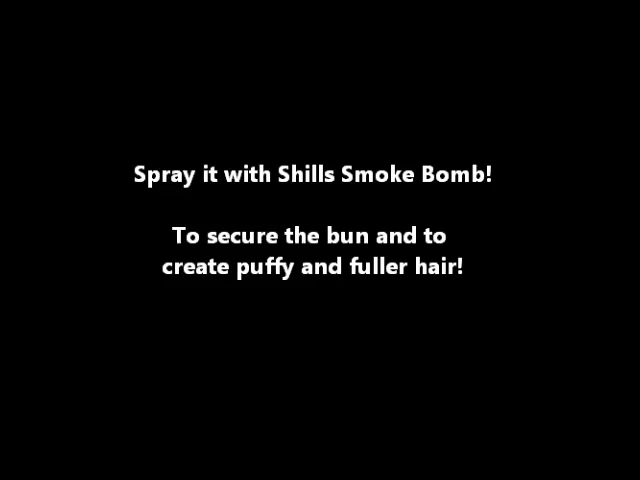 Spray it with Shills Smoke Bomb!
To secure the bun and to
create puffy and fuller hair!